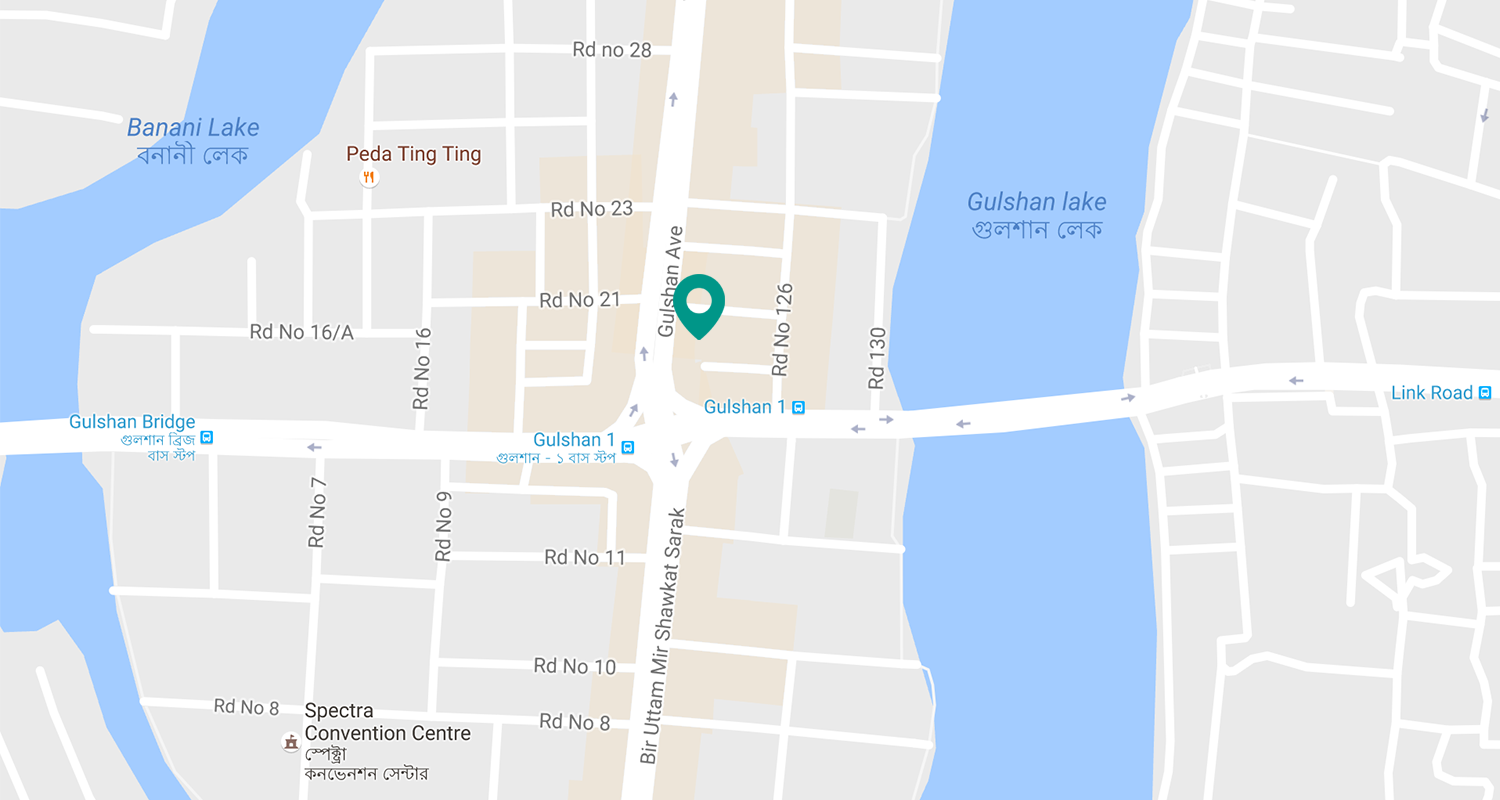 Rd no 28
Banani Lake
বনানী লেক
Peda Ting Ting
Rd No 23
Gulshan lake
গুলশান লেক
Gulshan Ave
Rd No 21
Rd No 126
Rd No 16/A
Rd No 16
Rd 130
Link Road
Gulshan 1
Gulshan Bridge
গুলশান ব্রিজ
বাস স্টপ
Gulshan 1
গুলশান - ১ বাস স্টপ
Rd No 7
Rd No 9
Rd No 11
Bir Uttam Mir Shawkat Sarak
Rd No 10
Rd No 8
Spectra
Convention Centre
স্পেক্ট্রা
কনভেনশন সেন্টার
Rd No 8